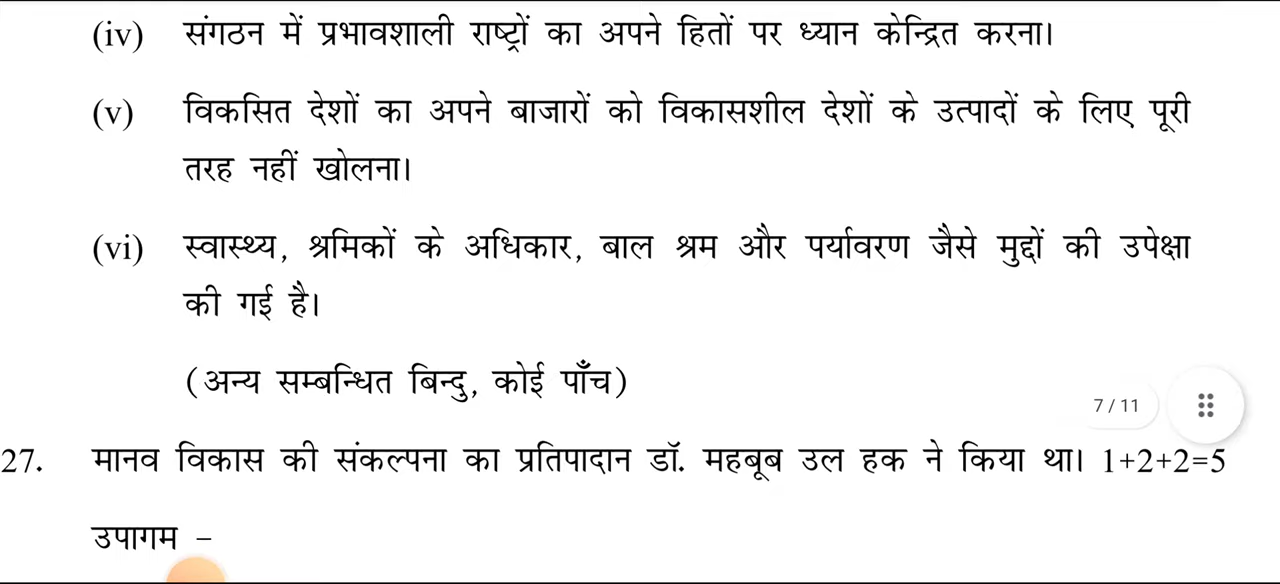 (iv) संगठन में प्रभावशाली राष्ट्रों का अपने हितों पर ध्यान केन्द्रित करना।
(v) विकसित देशों का अपने बाजारों को विकासशील देशों के उत्पादों के लिए पूरी
तरह नहीं खोलना।
(vi) स्वास्थ्य, श्रमिकों के अधिकार, बाल श्रम और पर्यावरण जैसे मुद्दों की उपेक्षा
की गई है।
(अन्य सम्बन्धित बिन्दु, कोई पाँच)
7 / 11
27. मानव विकास की संकल्पना का प्रतिपादान डॉ. महबूब उल हक ने किया था। 1+2+2=5
उपागम –